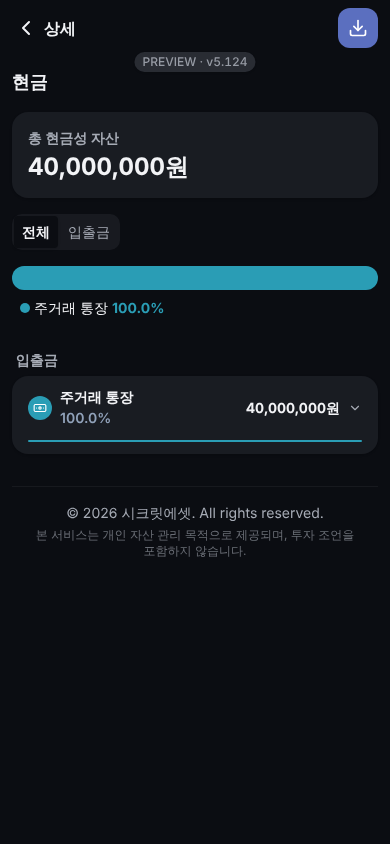 상세
PREVIEW · v5.124
현금
총 현금성 자산
40,000,000원
전체 입출금
주거래 통장 100.0%
입출금
주거래 통장
100.0%
40,000,000원
© 2026 시크릿에셋. All rights reserved.
본 서비스는 개인 자산 관리 목적으로 제공되며, 투자 조언을
포함하지 않습니다.